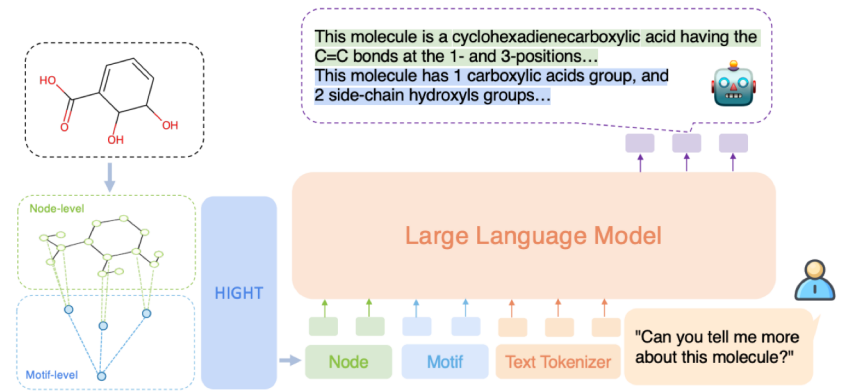 This molecule is a cyclohexadienecarboxylic acid having the
C=C bonds at the 1- and 3-positions…
This molecule has 1 carboxylic acids group, and
2 side-chain hydroxyls groups…
HO
O
OH
OH
Node-level
Motif-level
HIGHT
Large Language Model
Node
Motif
Text Tokenizer
"Can you tell me more
about this molecule?"